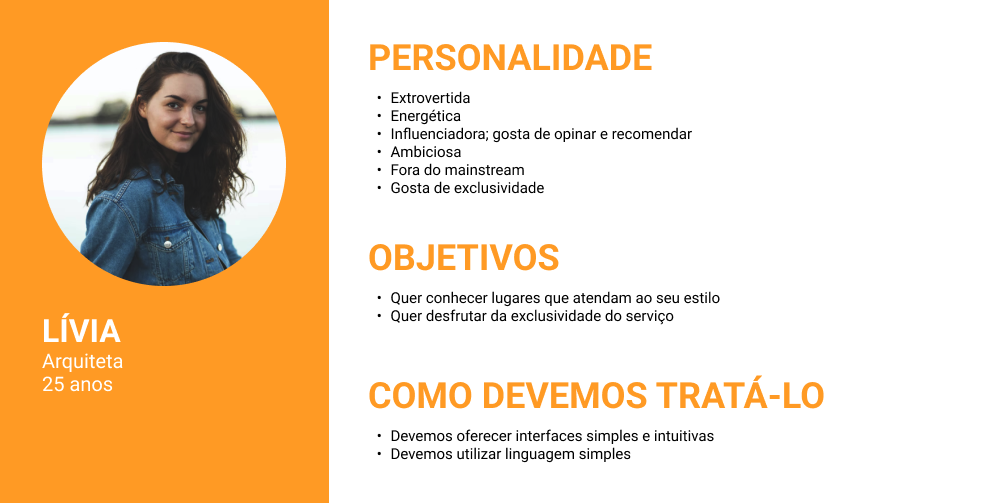 LÍVIA
Arquiteta
25 anos
PERSONALIDADE
• Extrovertida
• Energética
• Influenciadora; gosta de opinar e recomendar
• Ambiciosa
• Fora do mainstream
• Gosta de exclusividade
OBJETIVOS
• Quer conhecer lugares que atendam ao seu estilo
• Quer desfrutar da exclusividade do serviço
COMO DEVEMOS TRATÁ-LO
• Devemos oferecer interfaces simples e intuitivas
• Devemos utilizar linguagem simples